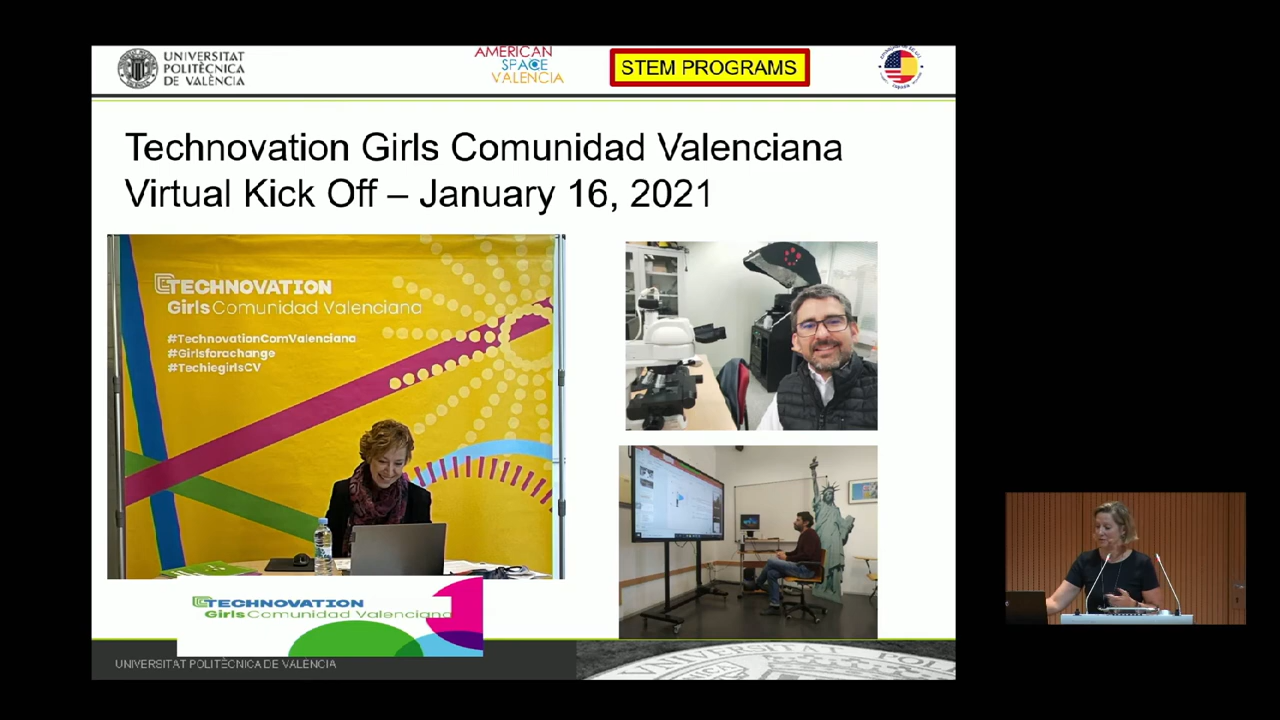 UNIVERSITAT
POLITÈCNICA
DE VALÈNCIA
AMERICAN
SPACE
VALENCIA
STEM PROGRAMS
Technovation Girls Comunidad Valenciana
Virtual Kick Off – January 16, 2021
TECHNOVATION
Girls Comunidad Valenciana
#TechnovationComValenciana
#Girlsforachange
#TechiegirlsCV
TECHNOVATION
Girls Comunidad Valenciana
UNIVERSITAT POLITÈCNICA DE VALÈNCIA